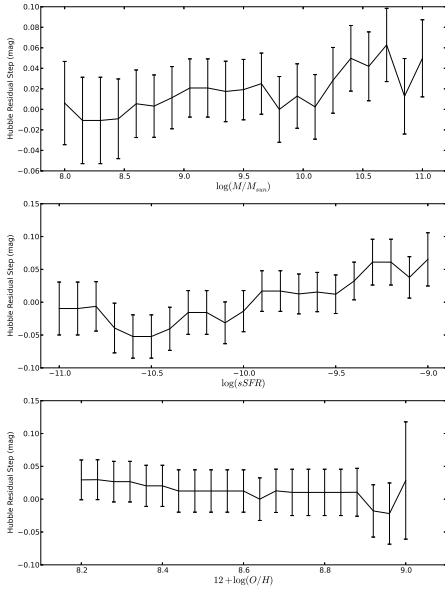 0.10
0.08
0.06
0.04
0.02
0.00
−0.02
−0.04
−0.06
Hubble Residual Step (mag)
8.0 8.5 9.0 9.5 10.0 10.5 11.0
log(M/M_sun)
0.15
0.10
0.05
0.00
−0.05
−0.10
Hubble Residual Step (mag)
−11.0 −10.5 −10.0 −9.5 −9.0
log(sSFR)
0.15
0.10
0.05
0.00
−0.05
−0.10
Hubble Residual Step (mag)
8.2 8.4 8.6 8.8 9.0
12+log(O/H)